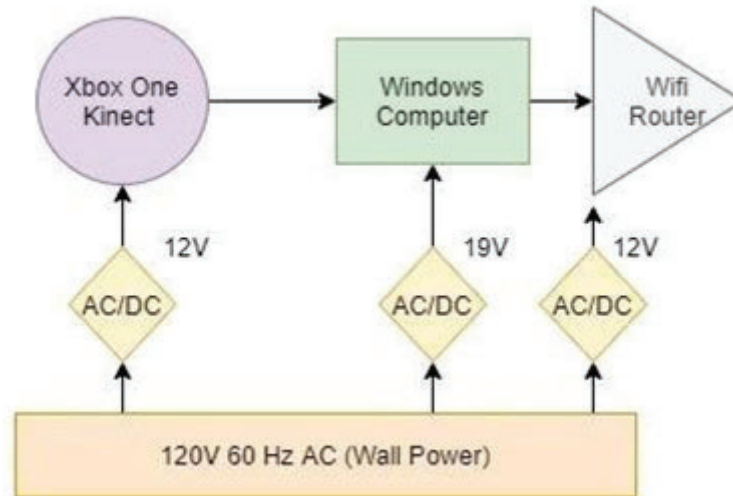 Xbox One
Kinect
Windows
Computer
Wifi
Router
12V
19V
12V
AC/DC
AC/DC
AC/DC
120V 60 Hz AC (Wall Power)